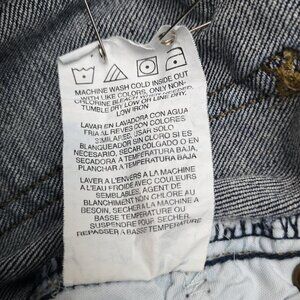 MACHINE WASH COLD INSIDE OUT
WITH LIKE COLORS, ONLY NON-
CHLORINE BLEACH WHEN NEEDED,
TUMBLE DRY LOW OR LINE DRY,
LOW IRON
LAVAR EN LAVADORA CON AGUA
FRIA AL REVES CON COLORES
SIMILARES, USAR SOLO
BLANQUEADOR SIN CLORO SI ES
NECESARIO, SECAR COLGADO O EN
SECADORA A TEMPERATURA BAJA
PLANCHAR A TEMPERATURA BAJA
LAVER A L'ENVERS A LA MACHINE
A L'EAU FROIDE AVEC COULEURS
SEMBLABLES, AGENT DE
BLANCHIMENT NON CHLORE AU
BESOIN, SECHER A LA MACHINE A
BASSE TEMPERATURE OU
SUSPENDRE POUR SECHER,
REPASSER A BASSE TEMPERATURE